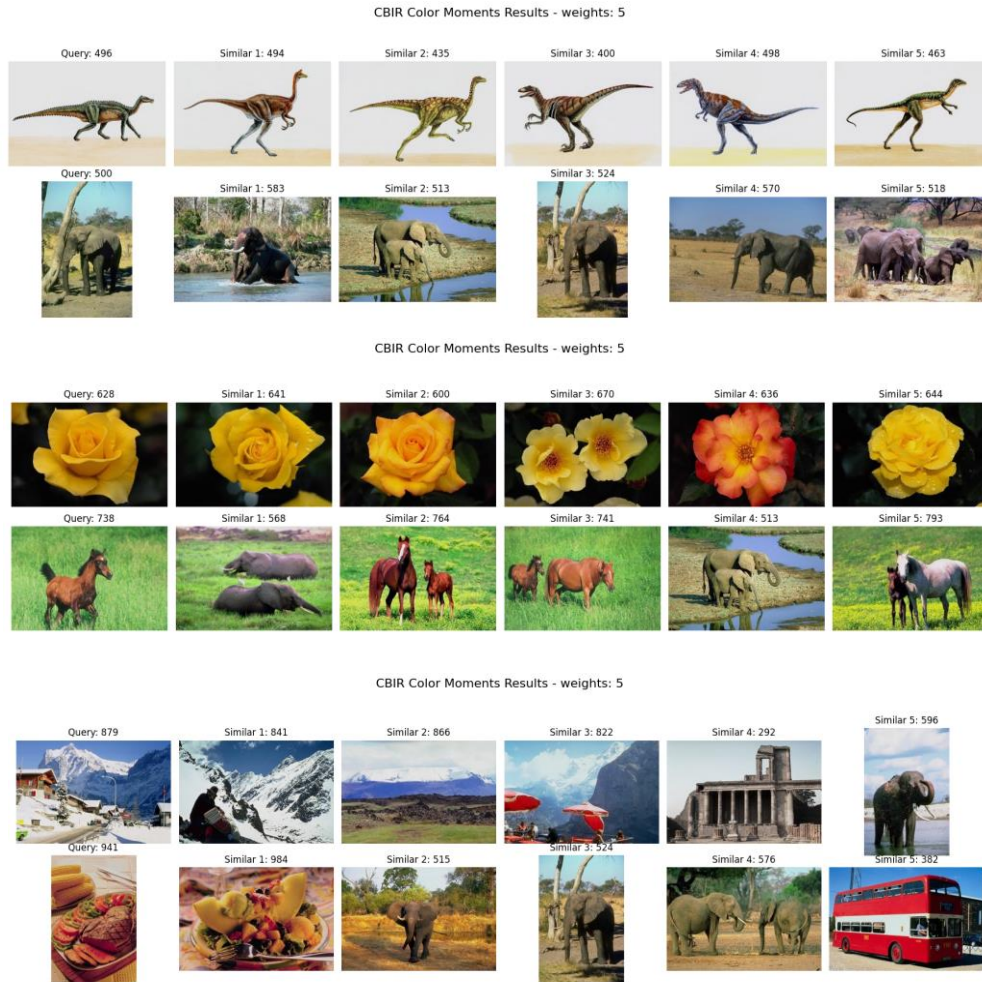 CBIR Color Moments Results - weights: 5
Query: 496 Similar 1: 494 Similar 2: 435 Similar 3: 400 Similar 4: 498 Similar 5: 463
Query: 500 Similar 1: 583 Similar 2: 513 Similar 3: 524 Similar 4: 570 Similar 5: 518
CBIR Color Moments Results - weights: 5
Query: 628 Similar 1: 641 Similar 2: 600 Similar 3: 670 Similar 4: 636 Similar 5: 644
Query: 738 Similar 1: 568 Similar 2: 764 Similar 3: 741 Similar 4: 513 Similar 5: 793
CBIR Color Moments Results - weights: 5
Query: 879 Similar 1: 841 Similar 2: 866 Similar 3: 822 Similar 4: 292 Similar 5: 596
Query: 941 Similar 1: 984 Similar 2: 515 Similar 3: 524 Similar 4: 576 Similar 5: 382